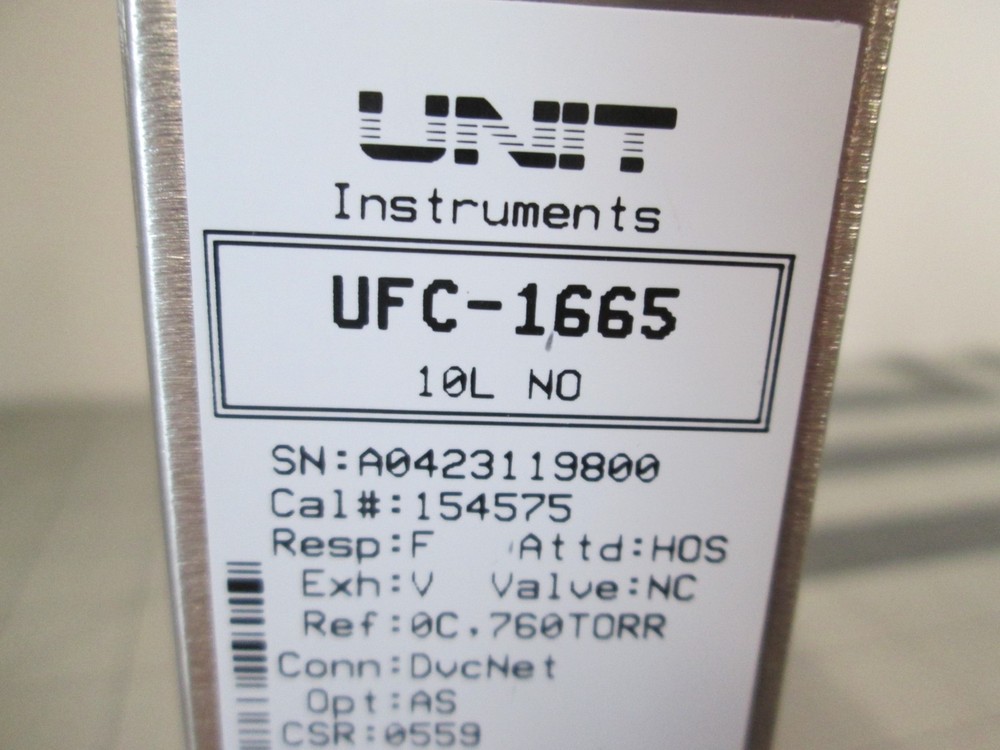 UNIT
Instruments
UFC-1665
10L NO
SN:A0423119800
Cal#:154575
Resp:F Attd:HOS
Exh:V Valve:NC
Ref:0C,760TORR
Conn:DvcNet
Opt:AS
CSR:0559